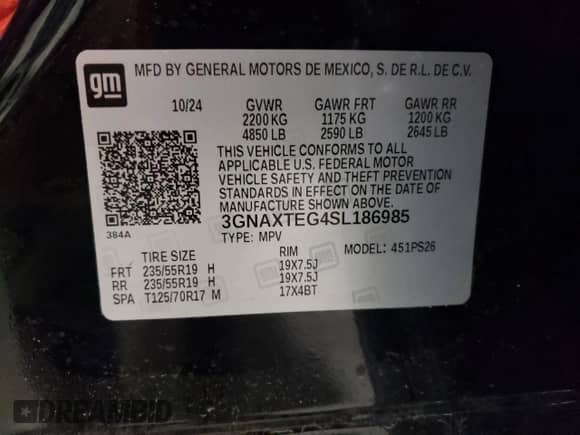 gm
MFD BY GENERAL MOTORS DE MEXICO, S. DE R.L. DE C.V.
10/24 GVWR GAWR FRT GAWR RR
2200 KG 1175 KG 1200 KG
4850 LB 2590 LB 2645 LB
THIS VEHICLE CONFORMS TO ALL
APPLICABLE U.S. FEDERAL MOTOR
VEHICLE SAFETY AND THEFT PREVENTION
STANDARDS IN EFFECT ON THE DATE OF
MANUFACTURE SHOWN ABOVE.
384A 3GNAXTEG4SL186985
TYPE: MPV MODEL: 451PS26
TIRE SIZE RIM
FRT 235/55R19 H 19X7.5J
RR 235/55R19 H 19X7.5J
SPA T125/70R17 M 17X4BT
DREAMBID